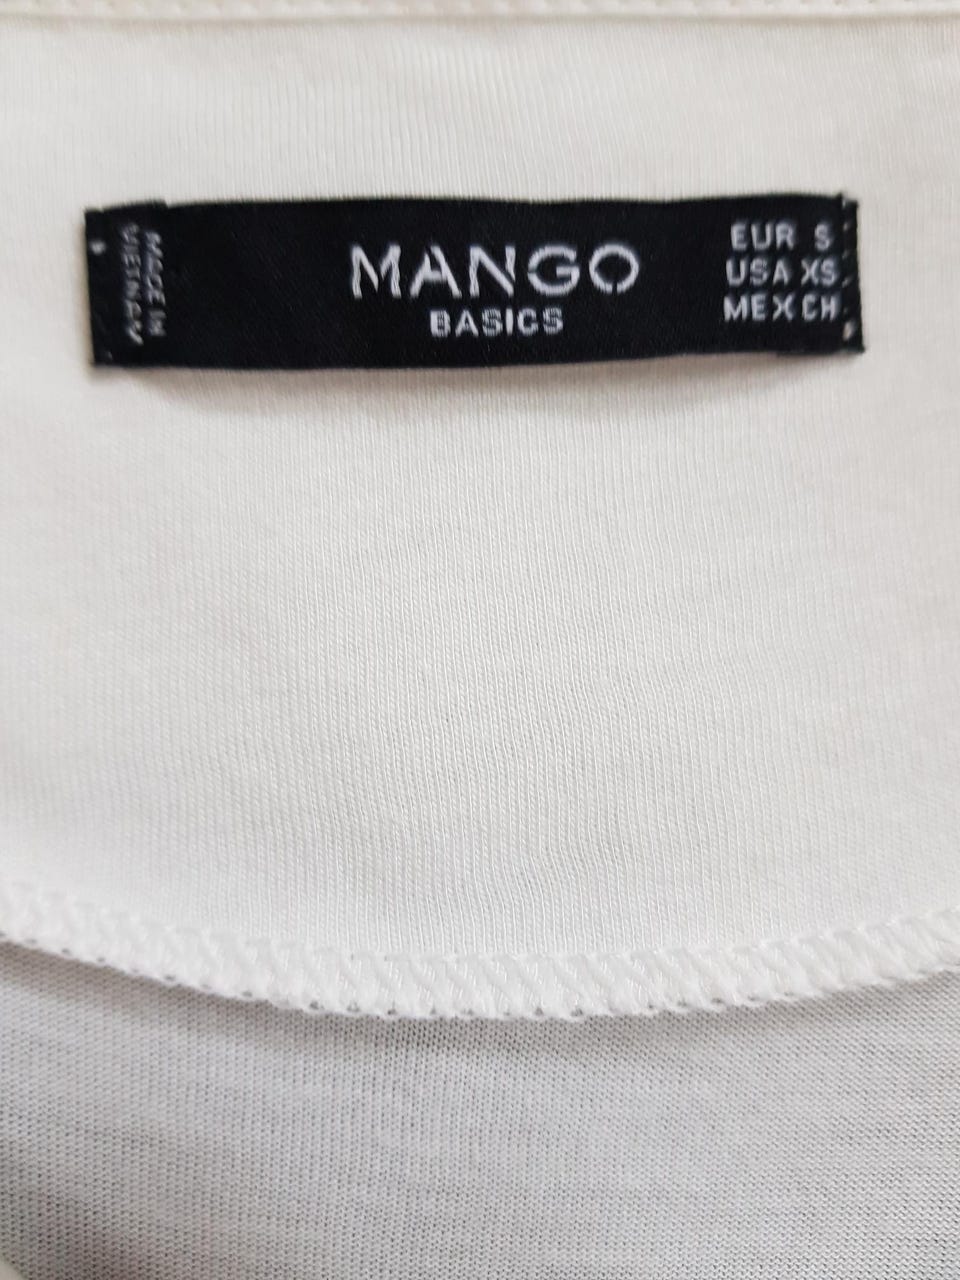 MADE IN
VIETNAM
MANGO
BASICS
EUR S
USA XS
MEX CH